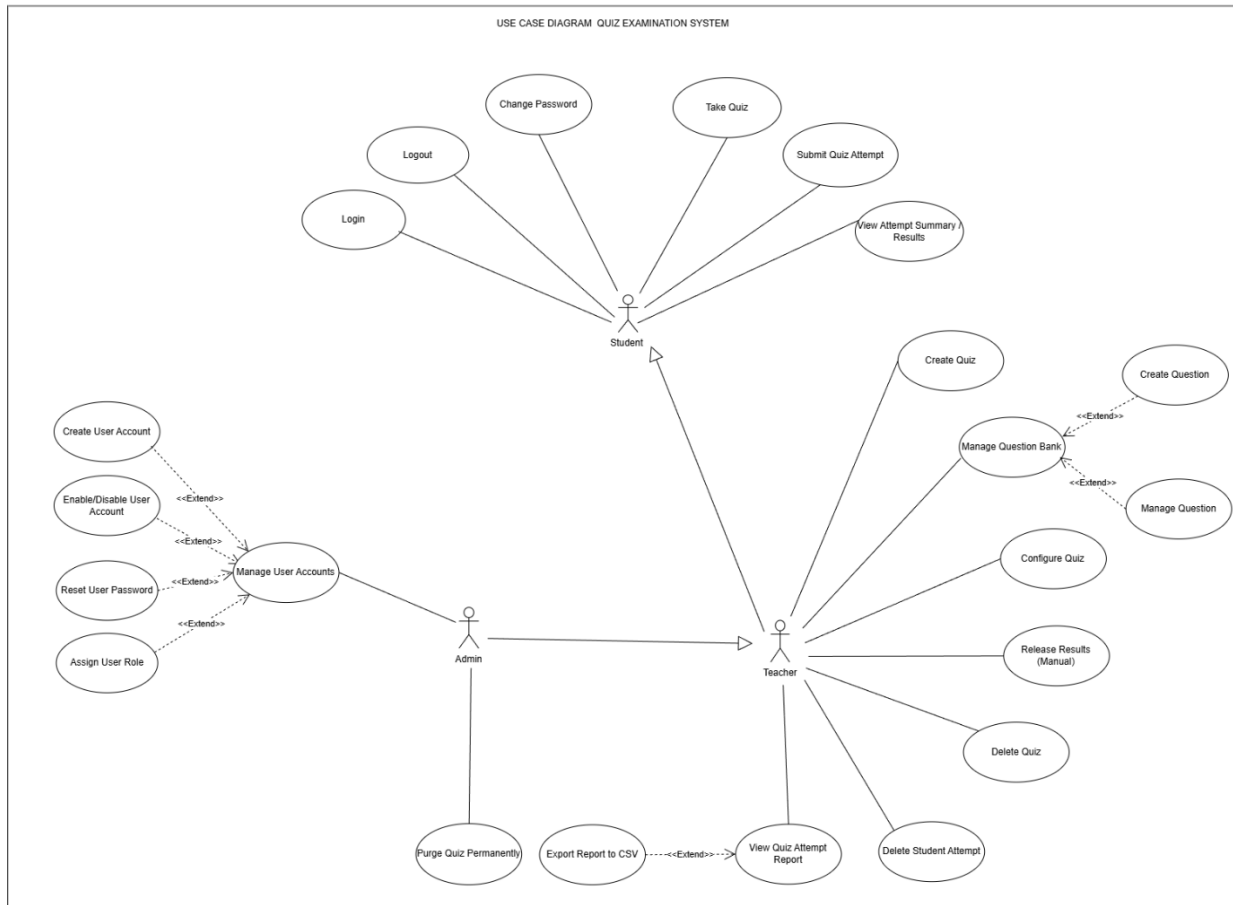 USE CASE DIAGRAM QUIZ EXAMINATION SYSTEM
Change Password
Take Quiz
Logout
Submit Quiz Attempt
Login
View Attempt Summary /
Results
Student
Create Quiz
Create Question
<<Extend>>
Manage Question Bank
<<Extend>>
Manage Question
Create User Account
<<Extend>>
Enable/Disable User
Account
<<Extend>>
Manage User Accounts
Reset User Password
<<Extend>>
<<Extend>>
Assign User Role
Configure Quiz
Admin
Teacher
Release Results
(Manual)
Delete Quiz
Purge Quiz Permanently
Export Report to CSV
<<Extend>>
View Quiz Attempt
Report
Delete Student Attempt